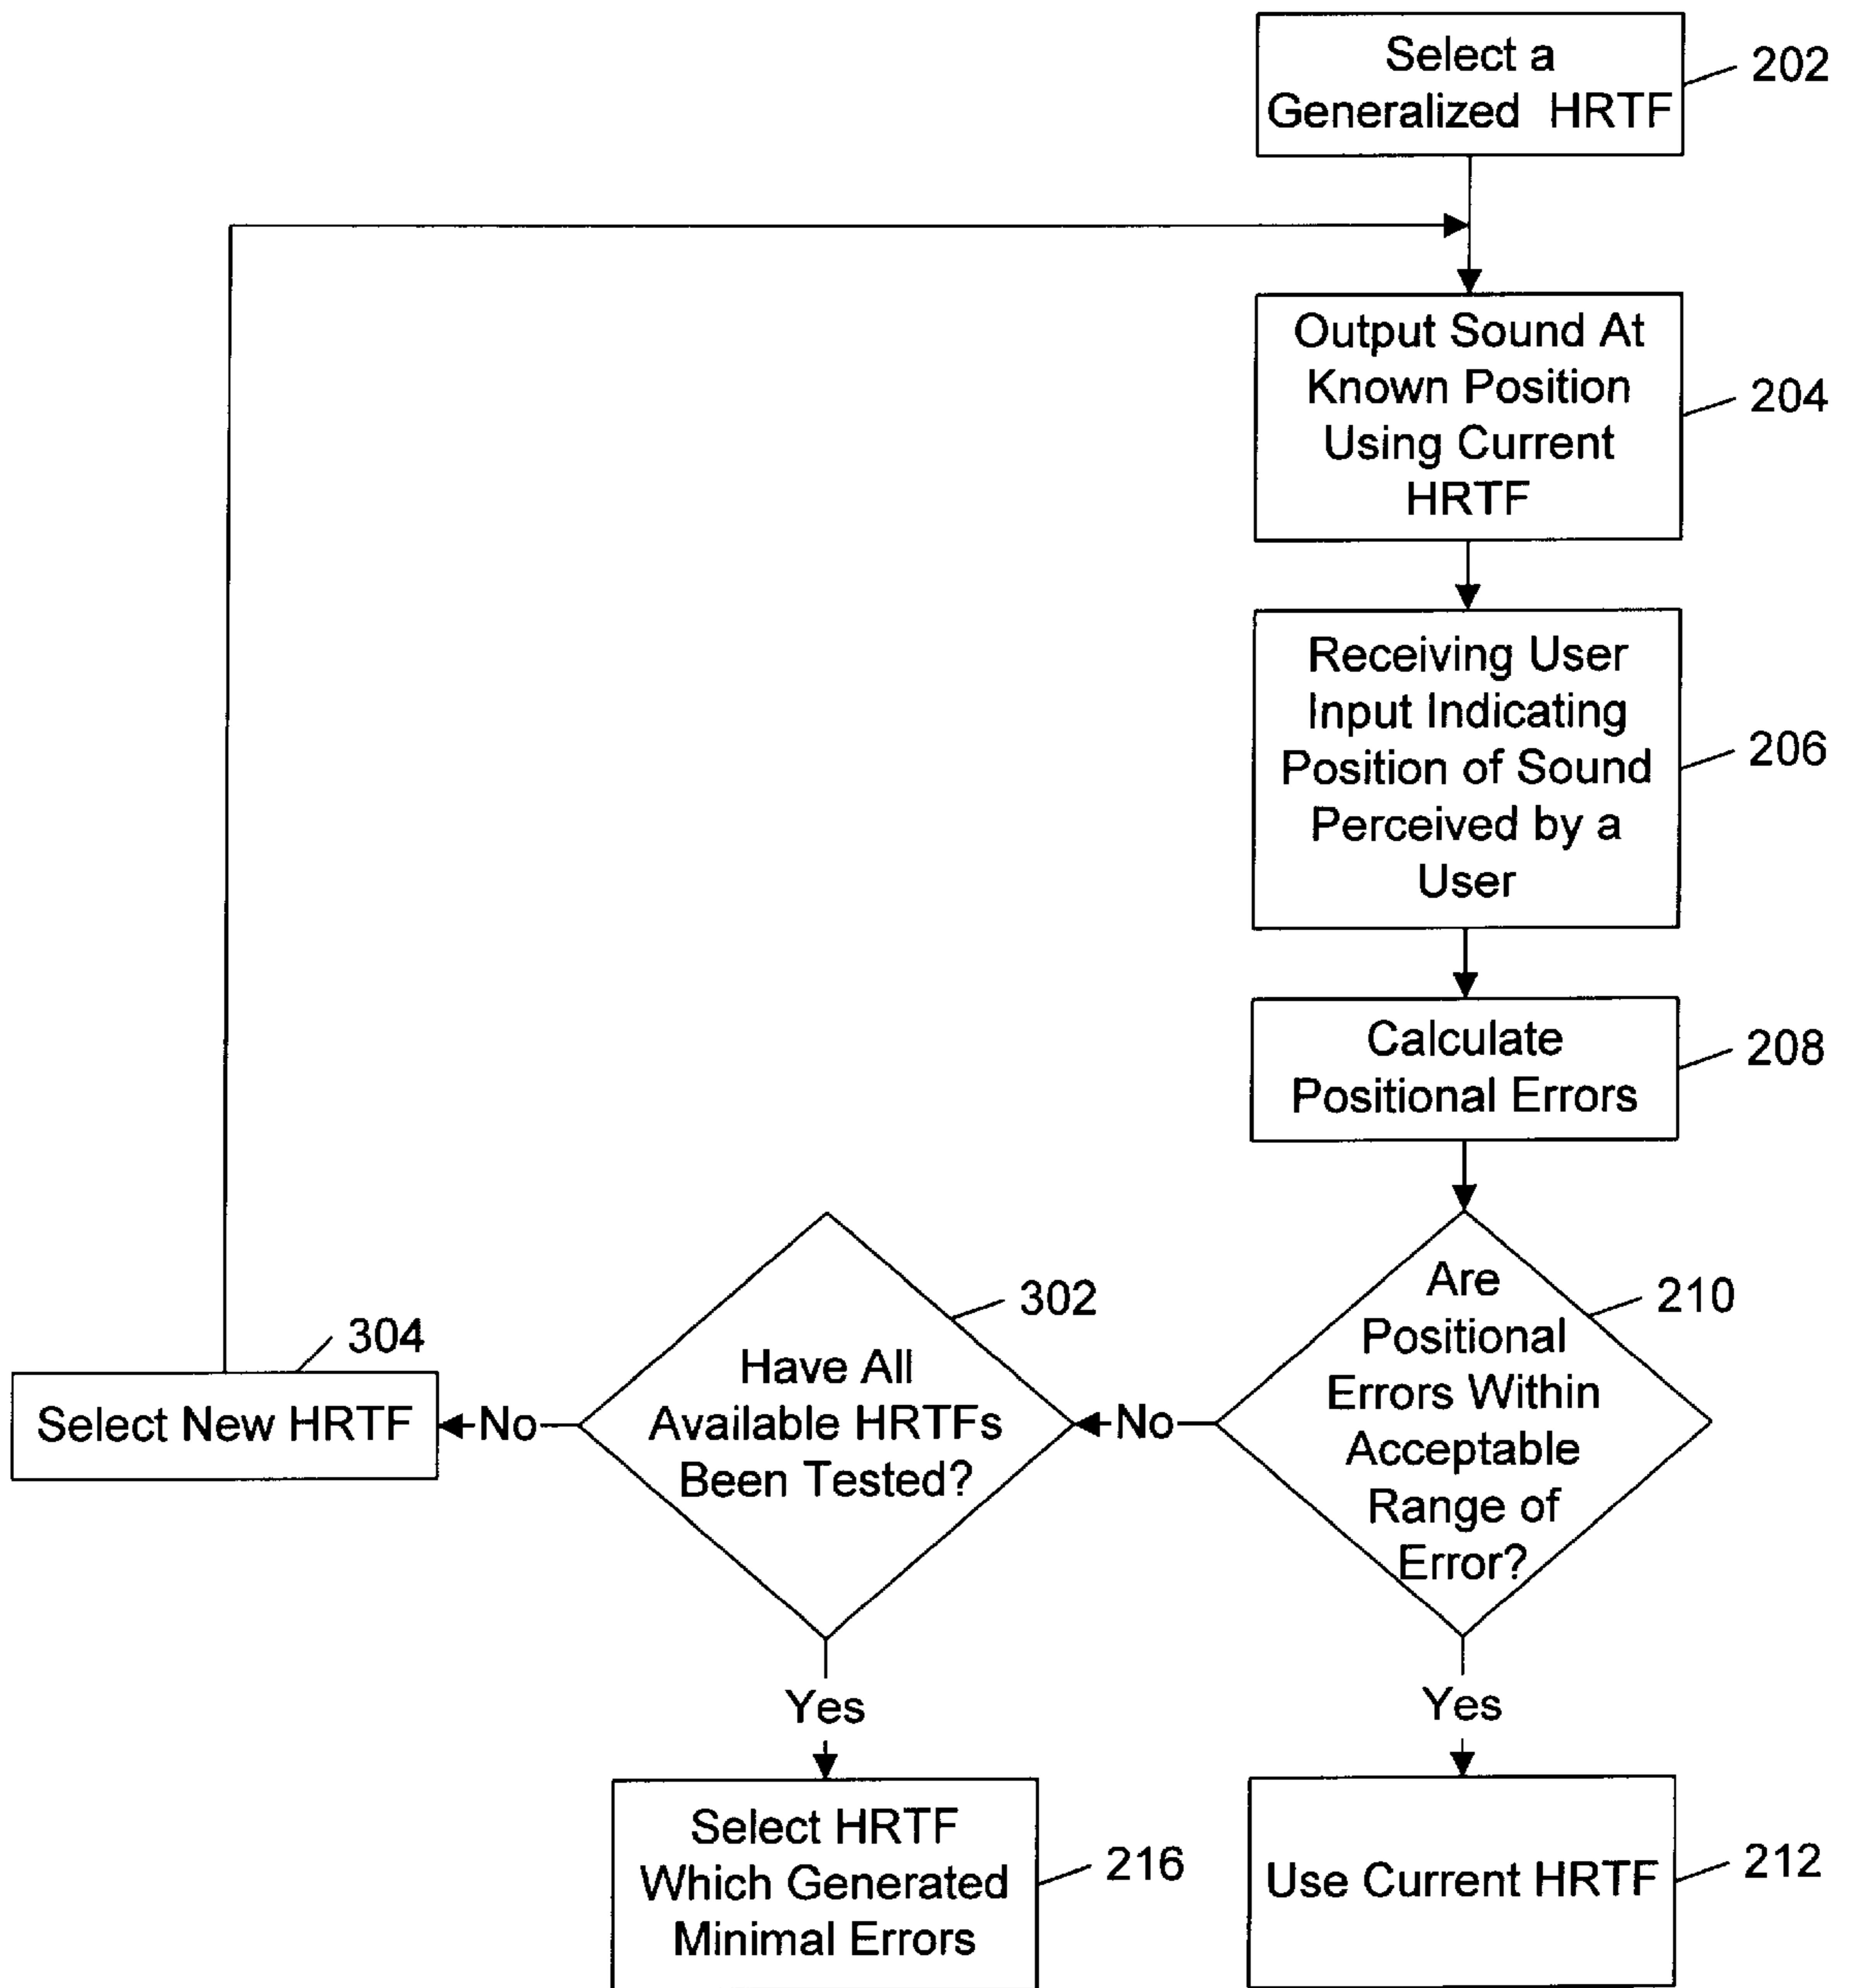 Select a
Generalized HRTF
202
Output Sound At
Known Position
Using Current
HRTF
204
Receiving User
Input Indicating
Position of Sound
Perceived by a
User
206
Calculate
Positional Errors
208
Are
Positional
Errors Within
Acceptable
Range of
Error?
210
No
302
Have All
Available HRTFs
Been Tested?
No
304
Select New HRTF
Yes
Yes
Select HRTF
Which Generated
Minimal Errors
216
Use Current HRTF
212